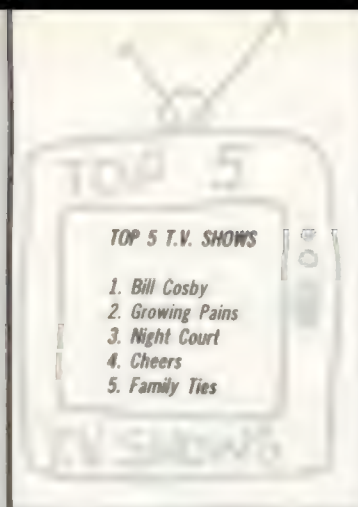 TOP 5
TOP 5 T.V. SHOWS
1. Bill Cosby
2. Growing Pains
3. Night Court
4. Cheers
5. Family Ties
T.V. SHOWS